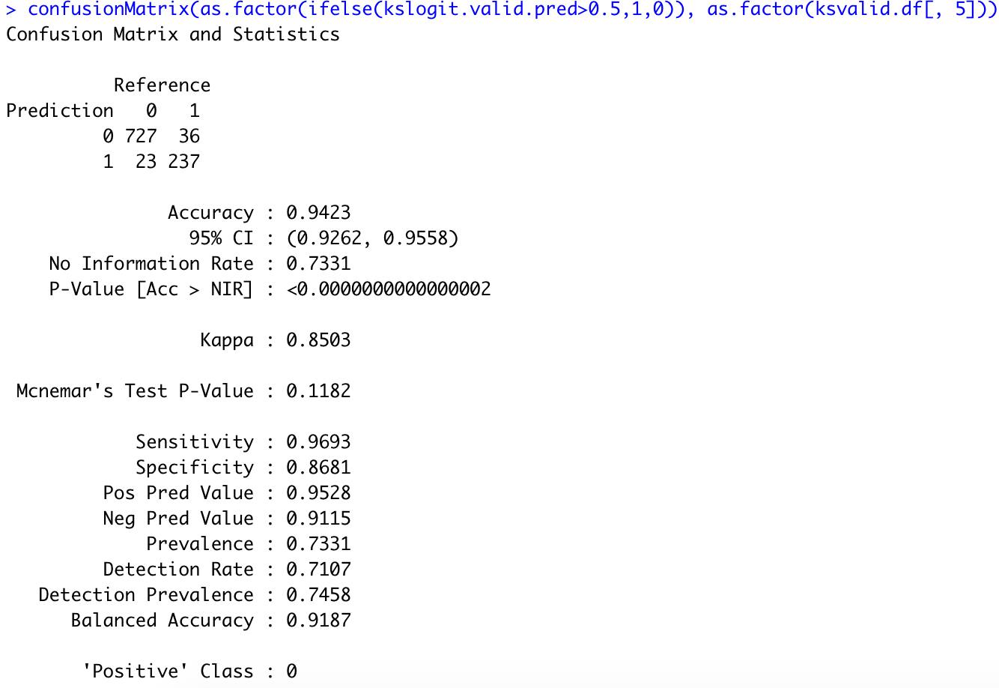 > confusionMatrix(as.factor(ifelse(kslogit.valid.pred>0.5,1,0)), as.factor(ksvalid.df[, 5]))
Confusion Matrix and Statistics

          Reference
Prediction   0   1
         0 727  36
         1  23 237

               Accuracy : 0.9423
                 95% CI : (0.9262, 0.9558)
    No Information Rate : 0.7331
    P-Value [Acc > NIR] : <0.0000000000000002

                  Kappa : 0.8503

 Mcnemar's Test P-Value : 0.1182

            Sensitivity : 0.9693
            Specificity : 0.8681
         Pos Pred Value : 0.9528
         Neg Pred Value : 0.9115
             Prevalence : 0.7331
         Detection Rate : 0.7107
   Detection Prevalence : 0.7458
      Balanced Accuracy : 0.9187

       'Positive' Class : 0